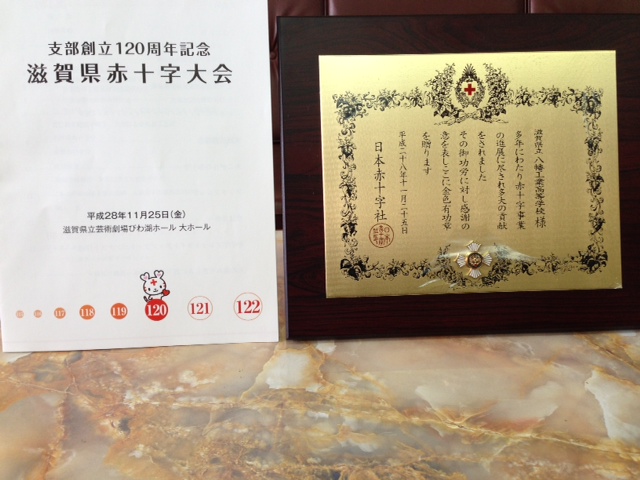 支部創立120周年記念
滋賀県赤十字大会
平成28年11月25日(金)
滋賀県立芸術劇場びわ湖ホール 大ホール
117
118
119
120
121
122
滋賀県立 八幡工業高等学校 様
多年にわたり赤十字事業
の進展に尽され多大の貢献
をされました
その御功労に対し感謝の
意を表しここに金色有功章
を贈ります
平成二十八年十一月二十五日
日本赤十字社